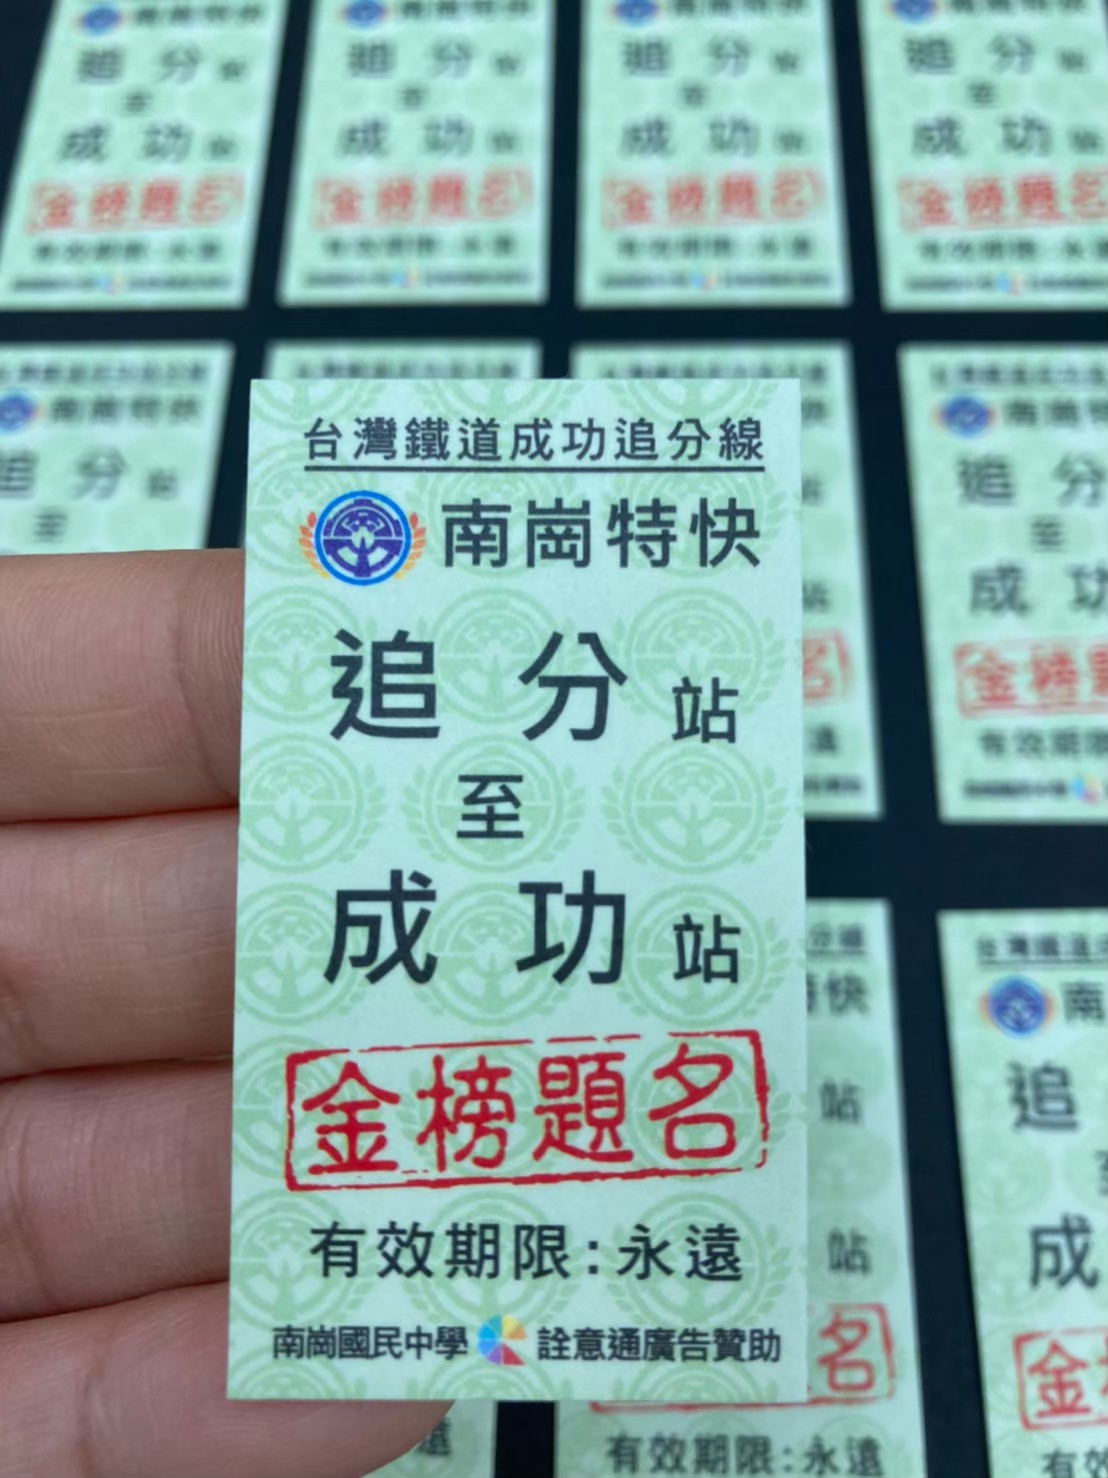 台灣鐵道成功追分線
南崗特快
追分站
至
成功站
金榜題名
有效期限:永遠
南崗國民中學 詮意通廣告贊助